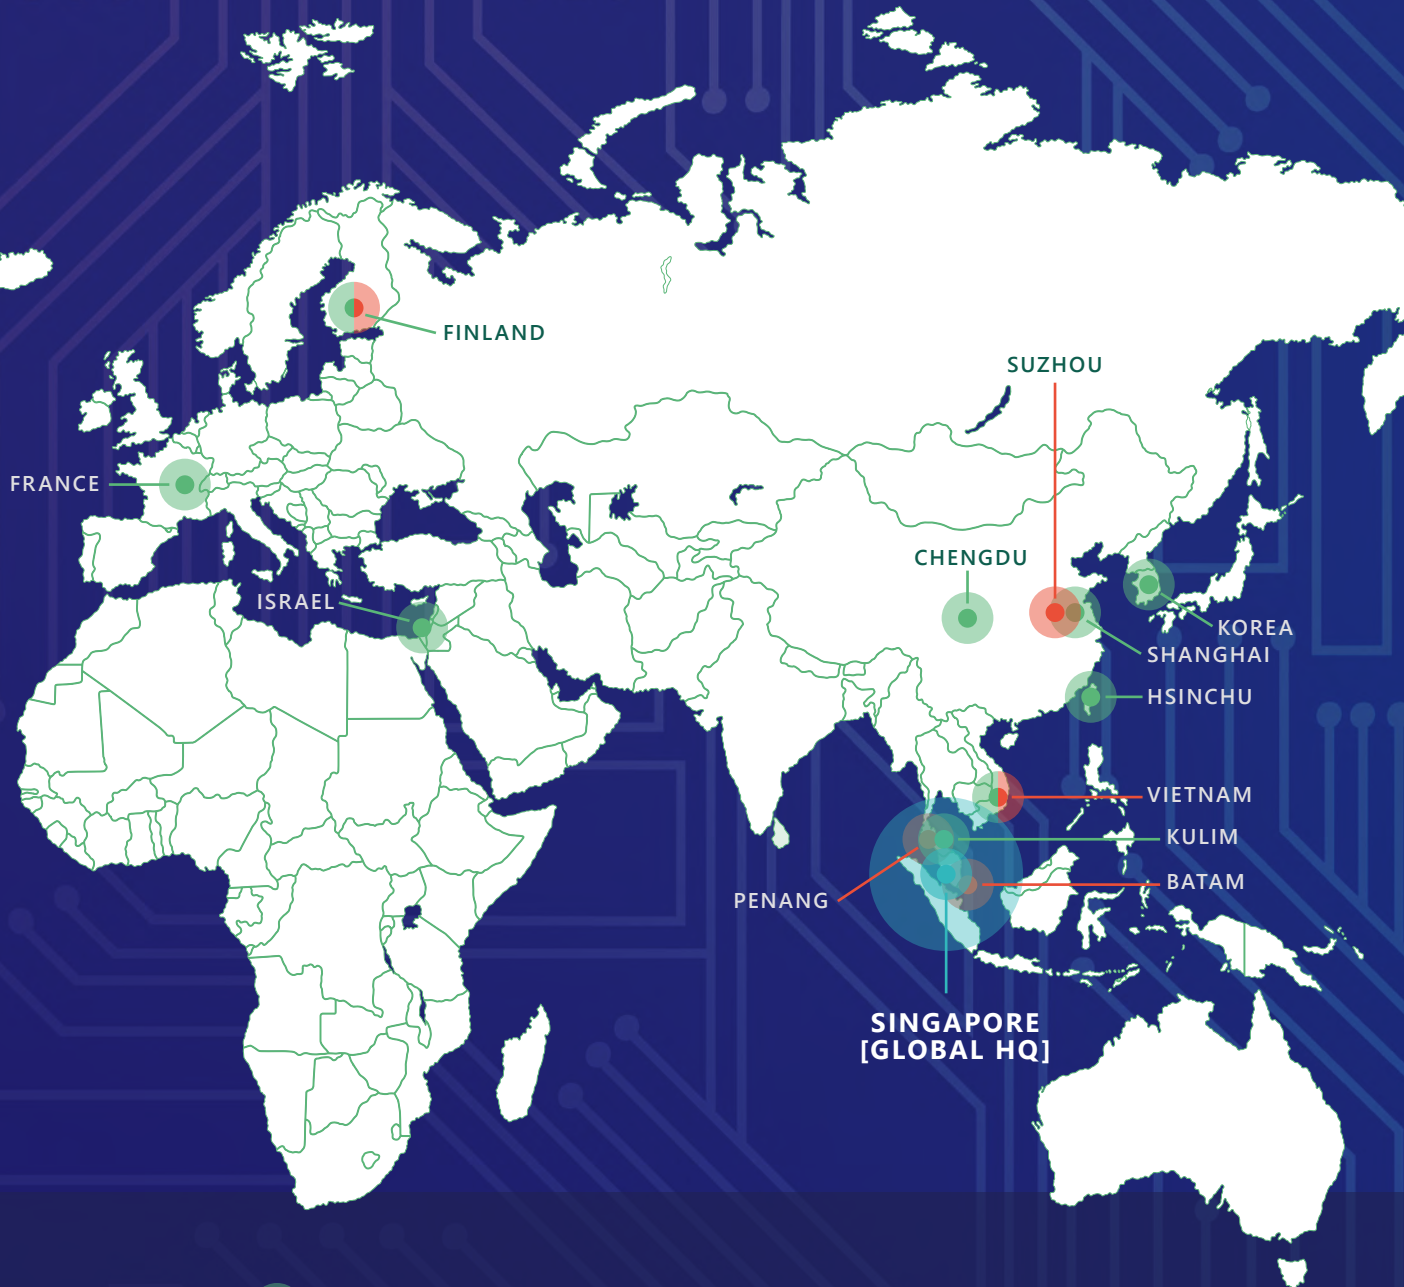 FINLAND
SUZHOU
FRANCE
CHENGDU
ISRAEL
KOREA
SHANGHAI
HSINCHU
VIETNAM
KULIM
BATAM
PENANG
SINGAPORE
[GLOBAL HQ]